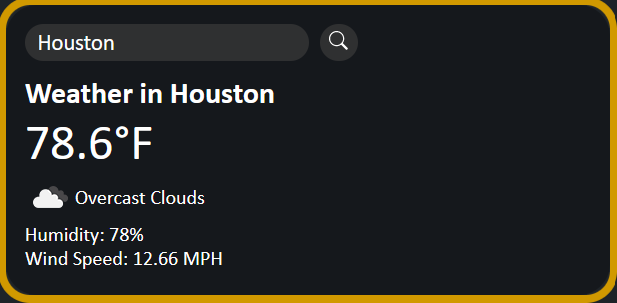 Houston
Weather in Houston
78.6°F
Overcast Clouds
Humidity: 78%
Wind Speed: 12.66 MPH